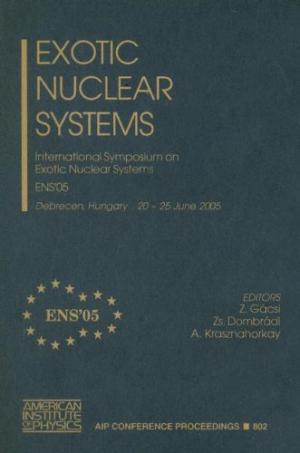 EXOTIC
NUCLEAR
SYSTEMS
International Symposium on
Exotic Nuclear Systems
ENS'05
Debrecen, Hungary 20 – 25 June 2005
ENS'05
EDITORS
Z. Gácsi
Zs. Dombrádi
A. Krasznahorkay
AMERICAN
INSTITUTE
OF PHYSICS
AIP CONFERENCE PROCEEDINGS ■ 802